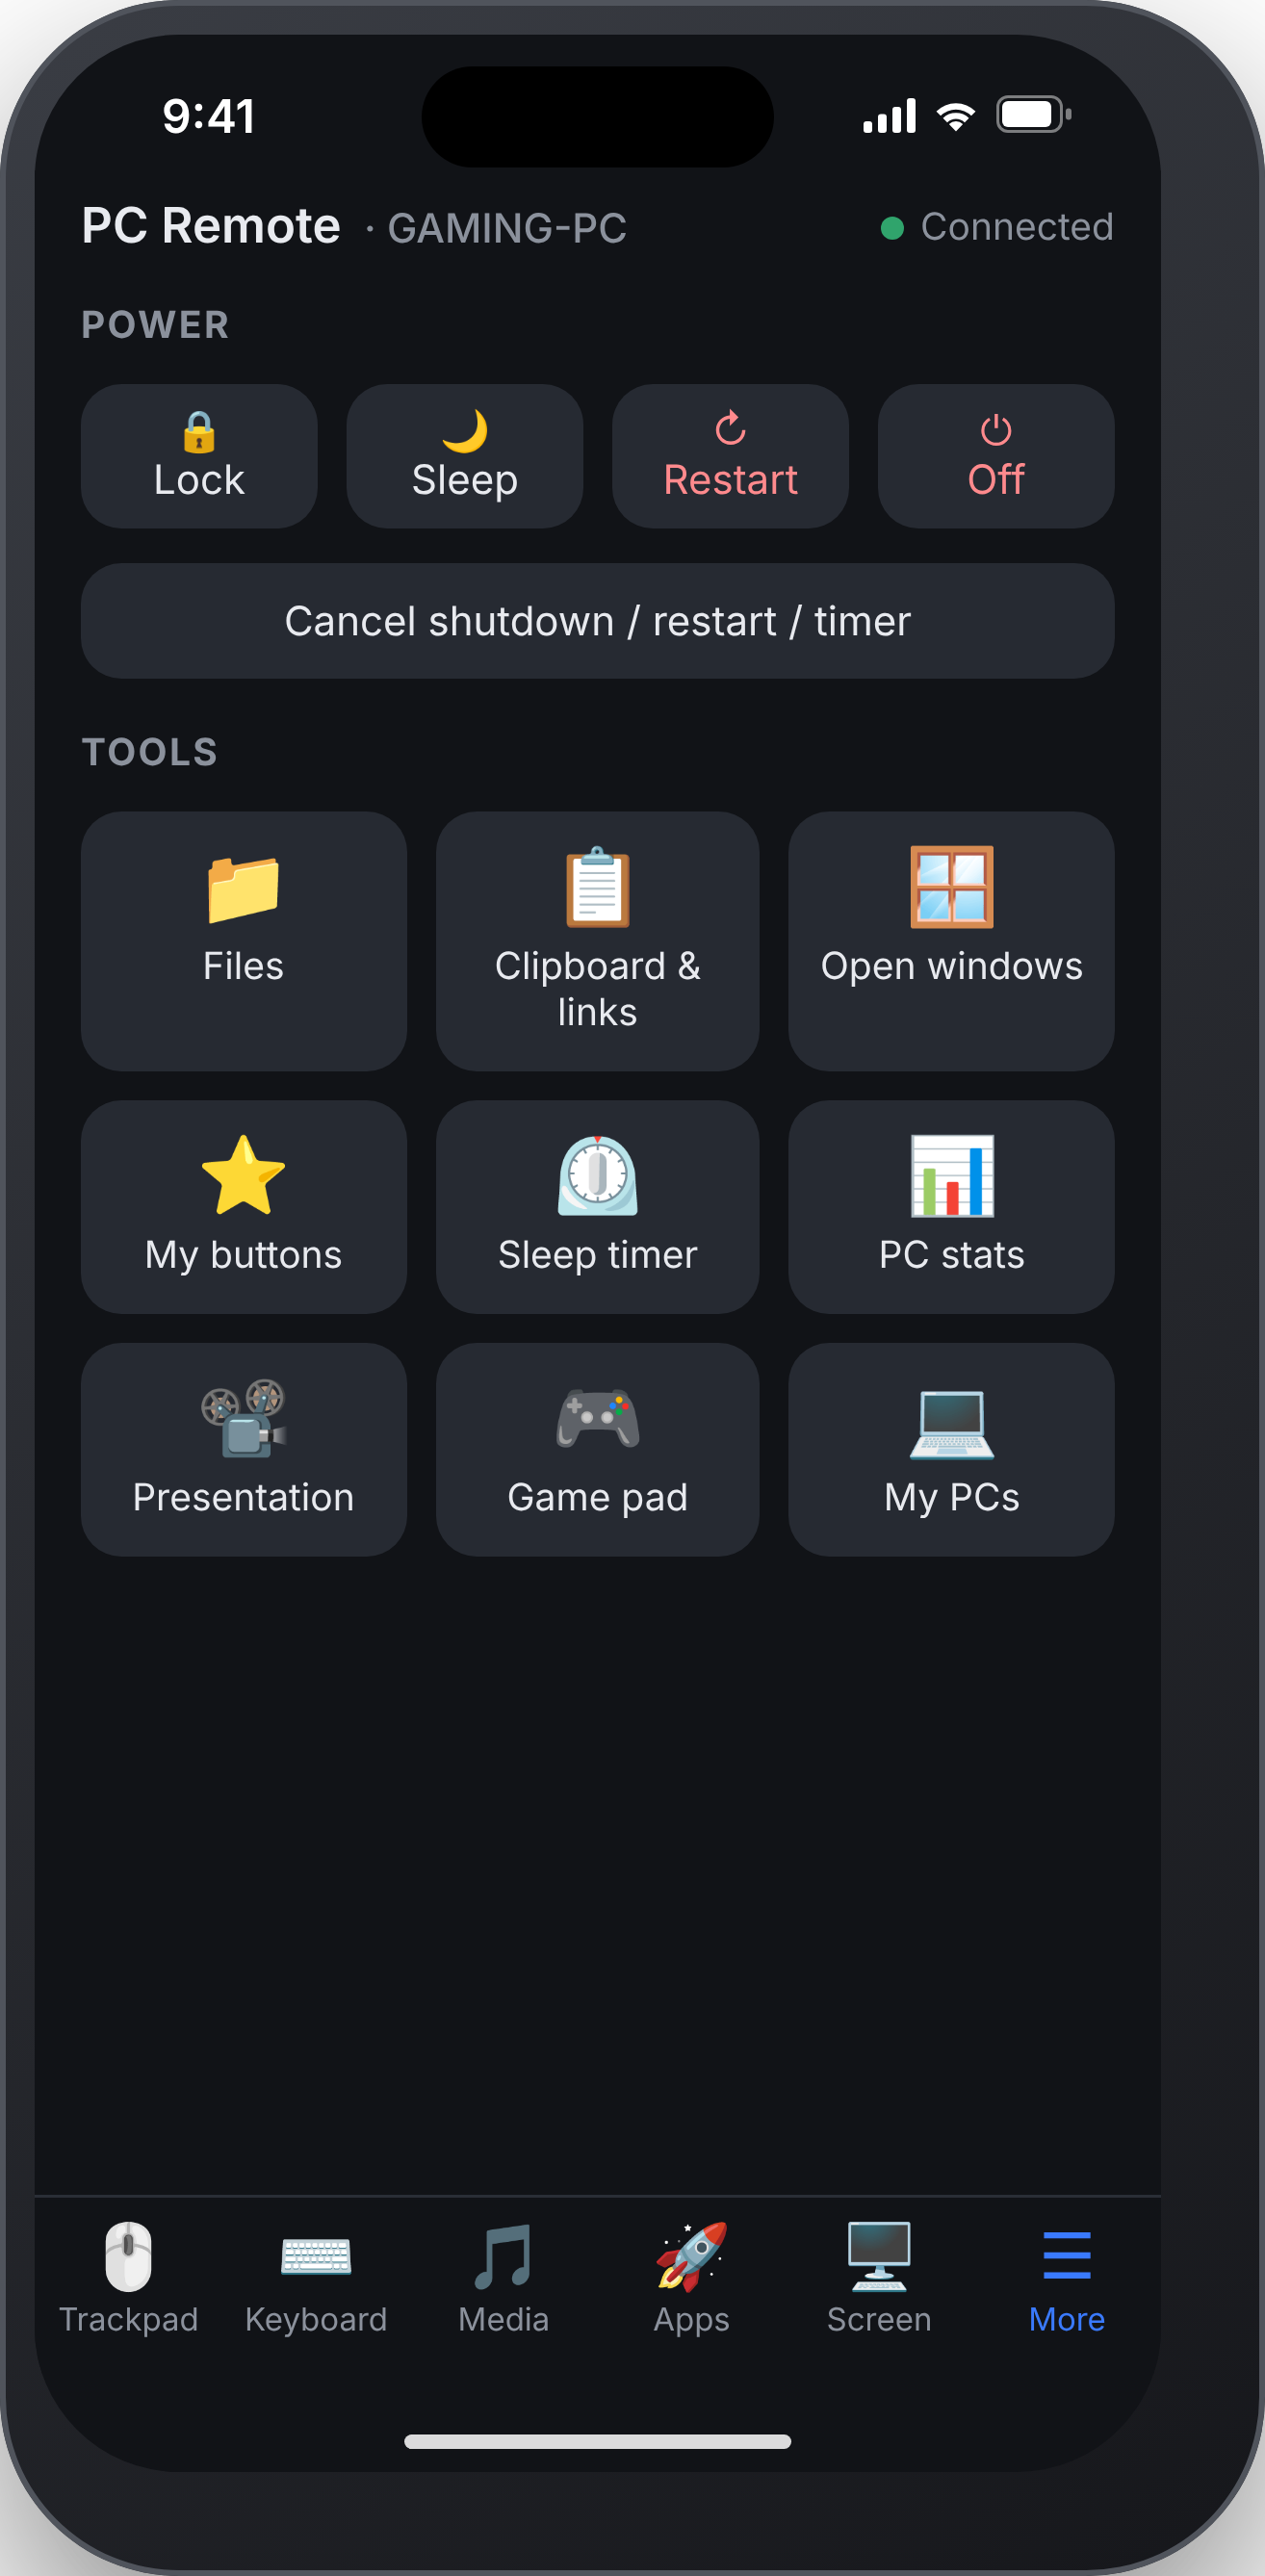 9:41
PC Remote · GAMING-PC
Connected
POWER
Lock
Sleep
Restart
Off
Cancel shutdown / restart / timer
TOOLS
Files
Clipboard &
links
Open windows
My buttons
Sleep timer
PC stats
Presentation
Game pad
My PCs
Trackpad
Keyboard
Media
Apps
Screen
More